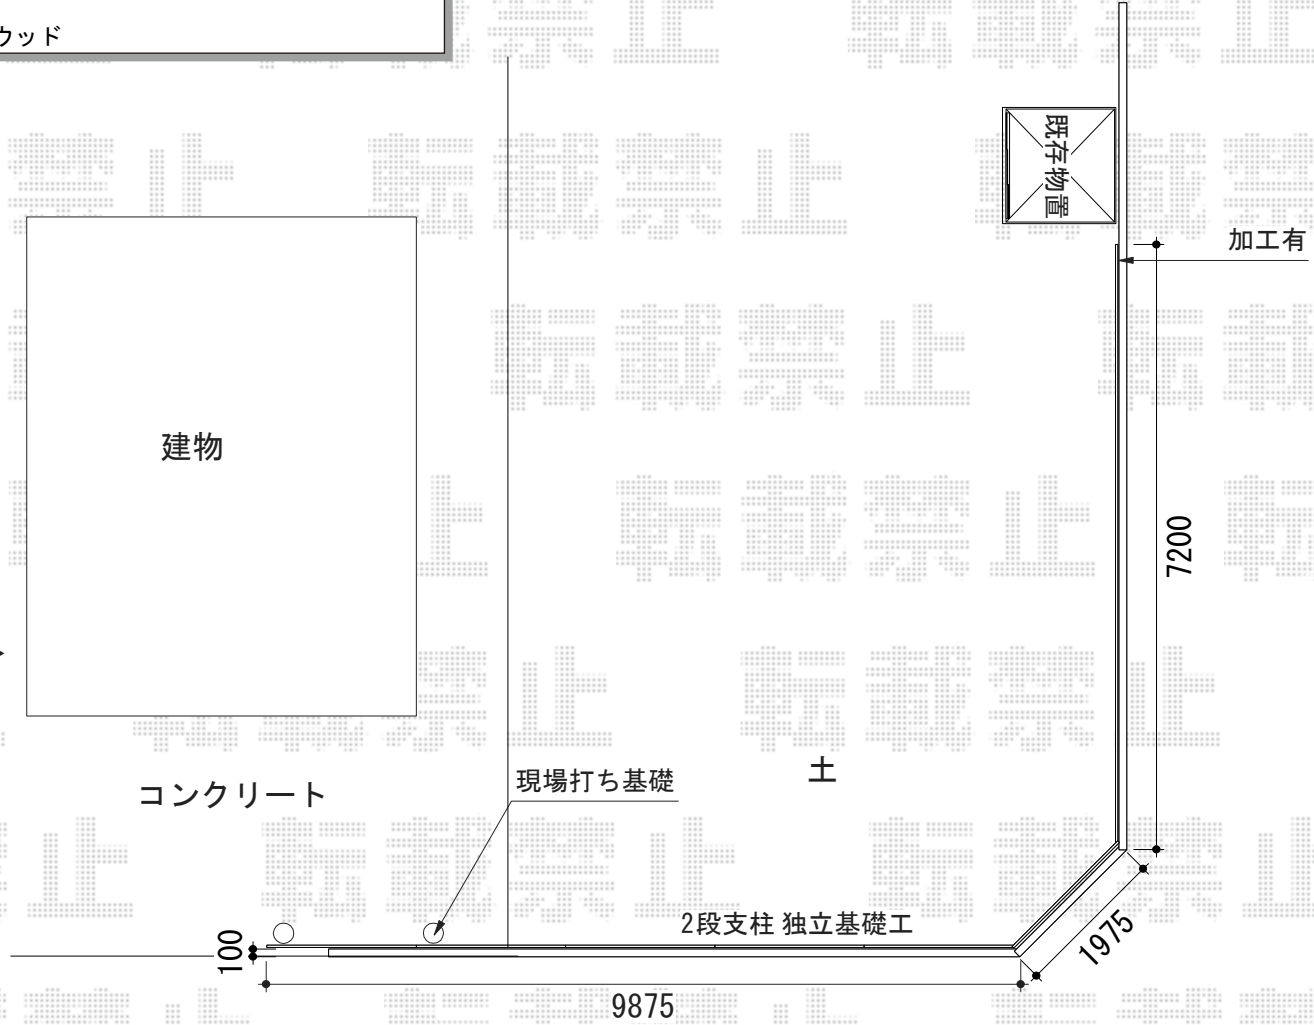 ウッド
既存物置
加工有
建物
7200
土
現場打ち基礎
コンクリート
2段支柱 独立基礎工
100
1975
9875
転載禁止